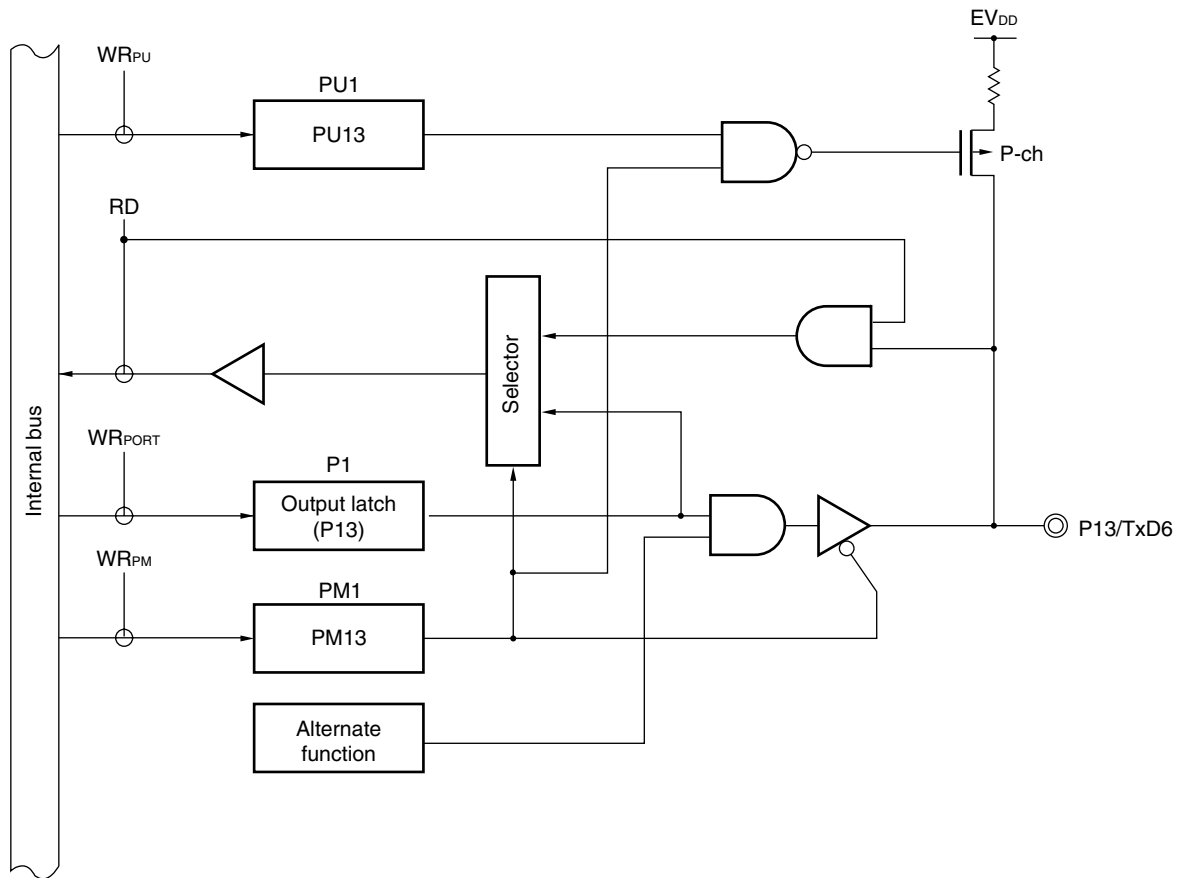 EVDD
WRPU
PU1
PU13
P-ch
RD
Selector
Internal bus
WRPORT
P1
Output latch
(P13)
P13/TxD6
WRPM
PM1
PM13
Alternate
function